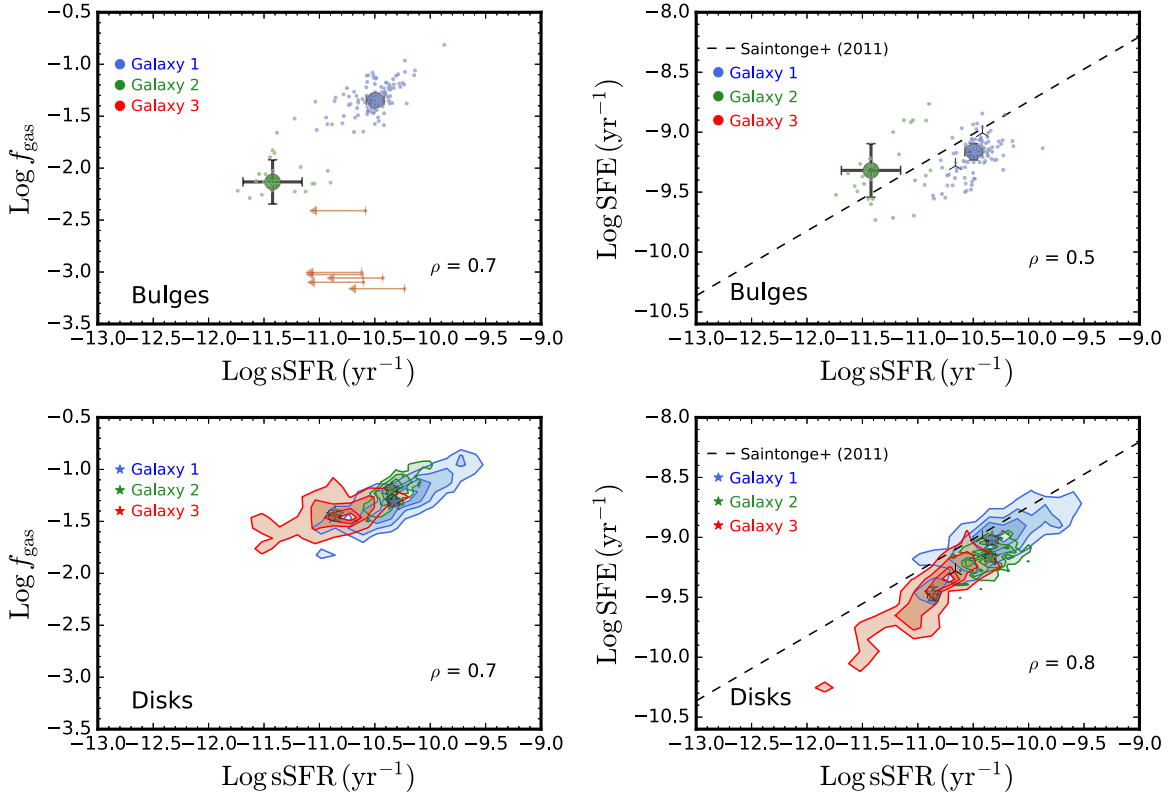 −0.5
−1.0
−1.5
−2.0
−2.5
−3.0
−3.5
Log f_gas
Galaxy 1
Galaxy 2
Galaxy 3
ρ = 0.7
Bulges
−13.0 −12.5 −12.0 −11.5 −11.0 −10.5 −10.0 −9.5 −9.0
Log sSFR (yr⁻¹)
−8.0
−8.5
−9.0
−9.5
−10.0
−10.5
Log SFE (yr⁻¹)
Saintonge+ (2011)
Galaxy 1
Galaxy 2
Galaxy 3
ρ = 0.5
Bulges
−13.0 −12.5 −12.0 −11.5 −11.0 −10.5 −10.0 −9.5 −9.0
Log sSFR (yr⁻¹)
−0.5
−1.0
−1.5
−2.0
−2.5
−3.0
−3.5
Log f_gas
Galaxy 1
Galaxy 2
Galaxy 3
ρ = 0.7
Disks
−13.0 −12.5 −12.0 −11.5 −11.0 −10.5 −10.0 −9.5 −9.0
Log sSFR (yr⁻¹)
−8.0
−8.5
−9.0
−9.5
−10.0
−10.5
Log SFE (yr⁻¹)
Saintonge+ (2011)
Galaxy 1
Galaxy 2
Galaxy 3
ρ = 0.8
Disks
−13.0 −12.5 −12.0 −11.5 −11.0 −10.5 −10.0 −9.5 −9.0
Log sSFR (yr⁻¹)